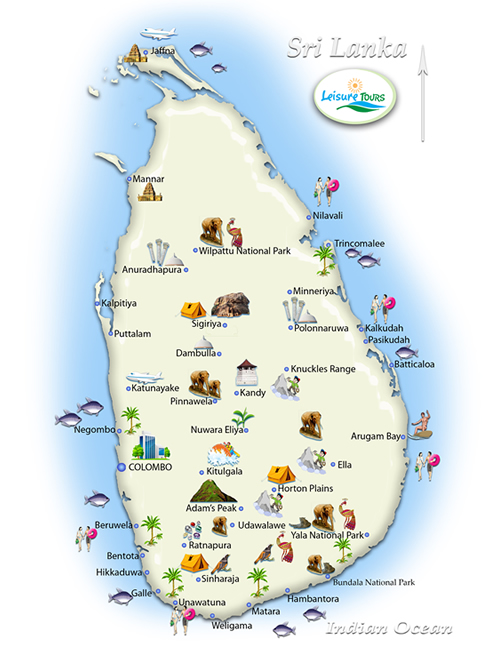 Sri Lanka
Leisure TOURS
Jaffna
Mannar
Nilavali
Trincomalee
Wilpattu National Park
Anuradhapura
Minneriya
Kalpitiya
Sigiriya
Polonnaruwa
Kalkudah
Puttalam
Pasikudah
Dambulla
Batticaloa
Knuckles Range
Katunayake
Pinnawela
Kandy
Negombo
Nuwara Eliya
Arugam Bay
COLOMBO
Kitulgala
Ella
Horton Plains
Adam's Peak
Beruwela
Udawalawe
Yala National Park
Ratnapura
Bentota
Hikkaduwa
Sinharaja
Bundala National Park
Galle
Unawatuna
Hambantora
Matara
Weligama
Indian Ocean